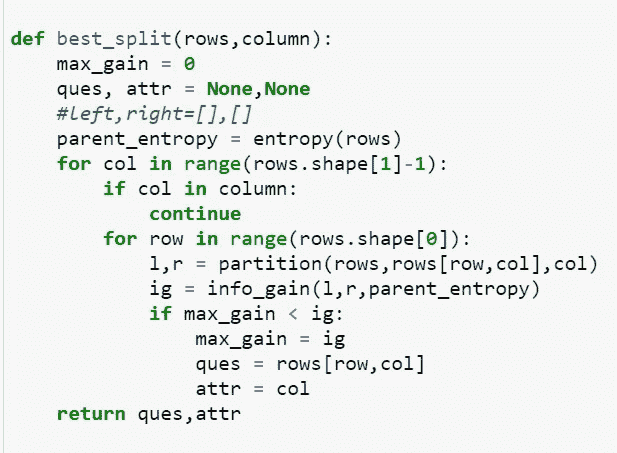 def best_split(rows,column):
    max_gain = 0
    ques, attr = None,None
    #left,right=[],[]
    parent_entropy = entropy(rows)
    for col in range(rows.shape[1]-1):
        if col in column:
            continue
        for row in range(rows.shape[0]):
            l,r = partition(rows,rows[row,col],col)
            ig = info_gain(l,r,parent_entropy)
            if max_gain < ig:
                max_gain = ig
                ques = rows[row,col]
                attr = col
    return ques,attr